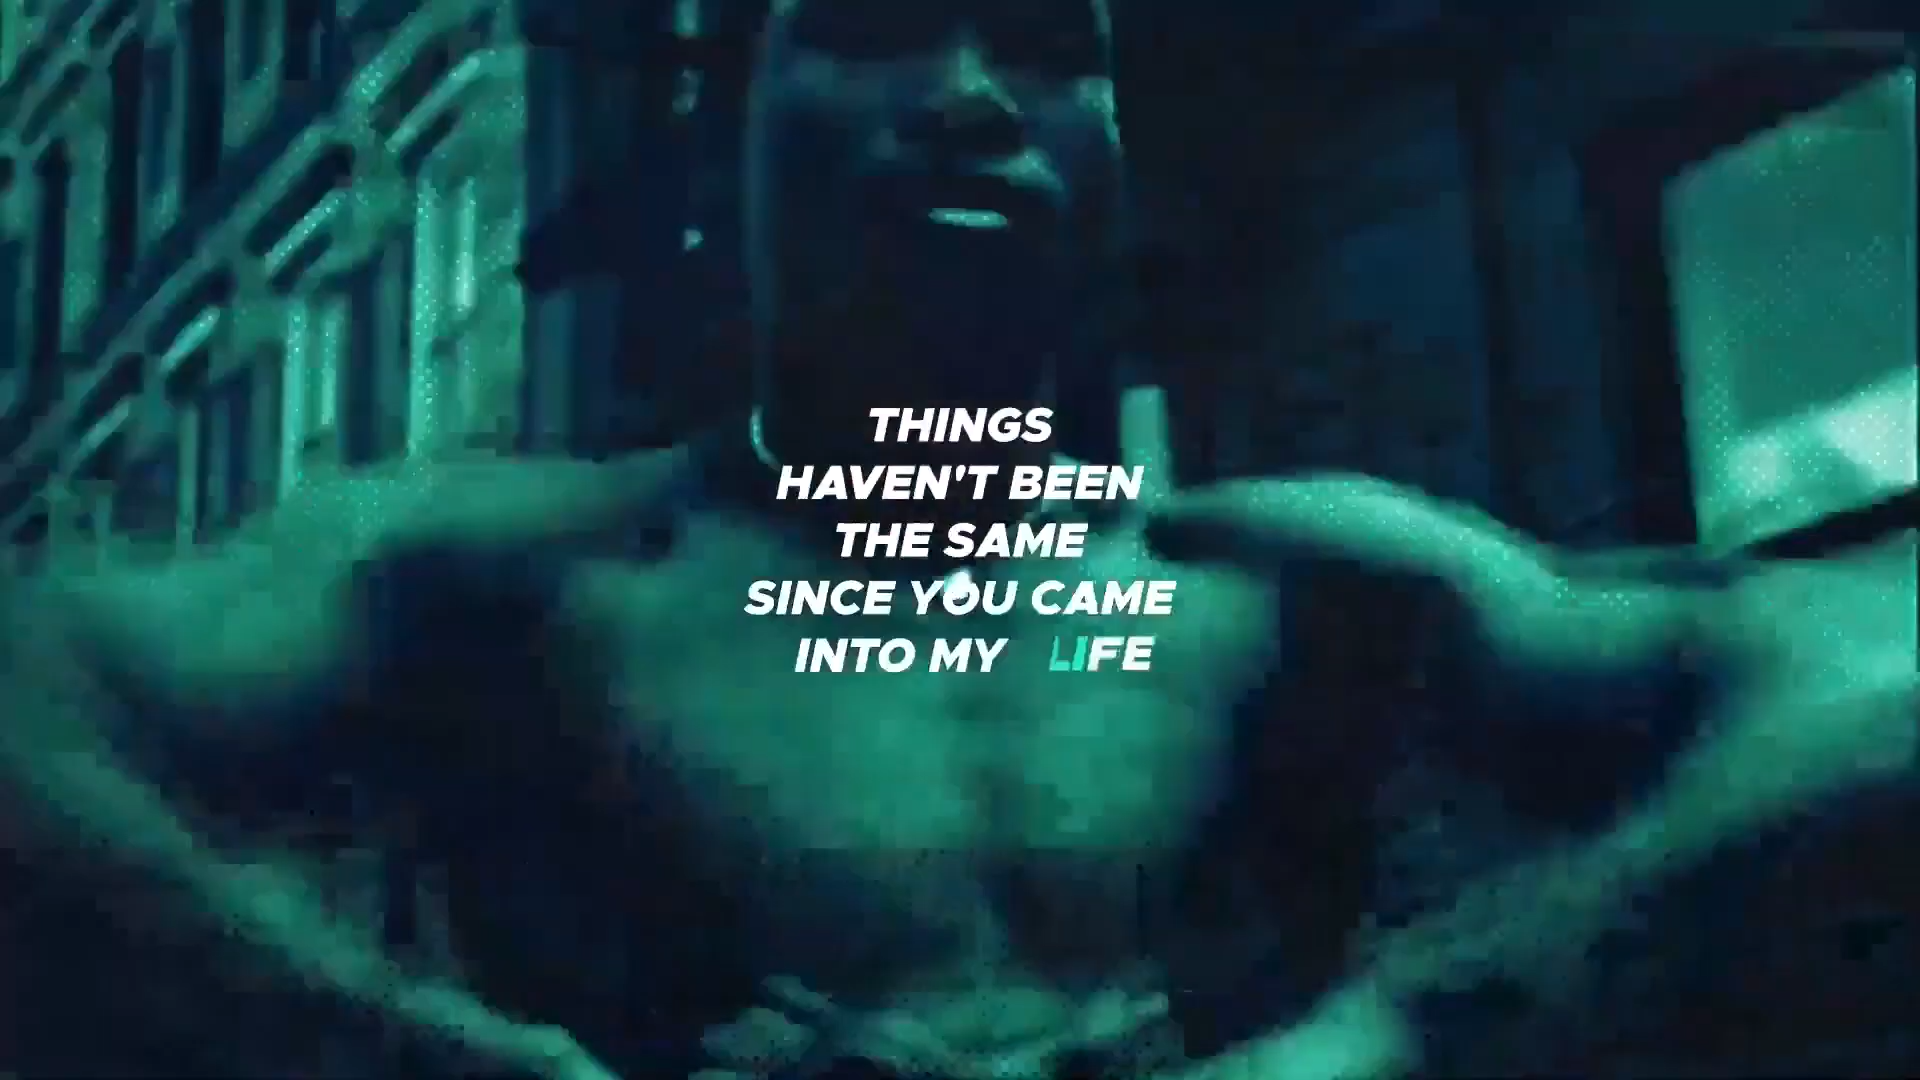 THINGS
HAVEN'T BEEN
THE SAME
SINCE YOU CAME
INTO MY LIFE